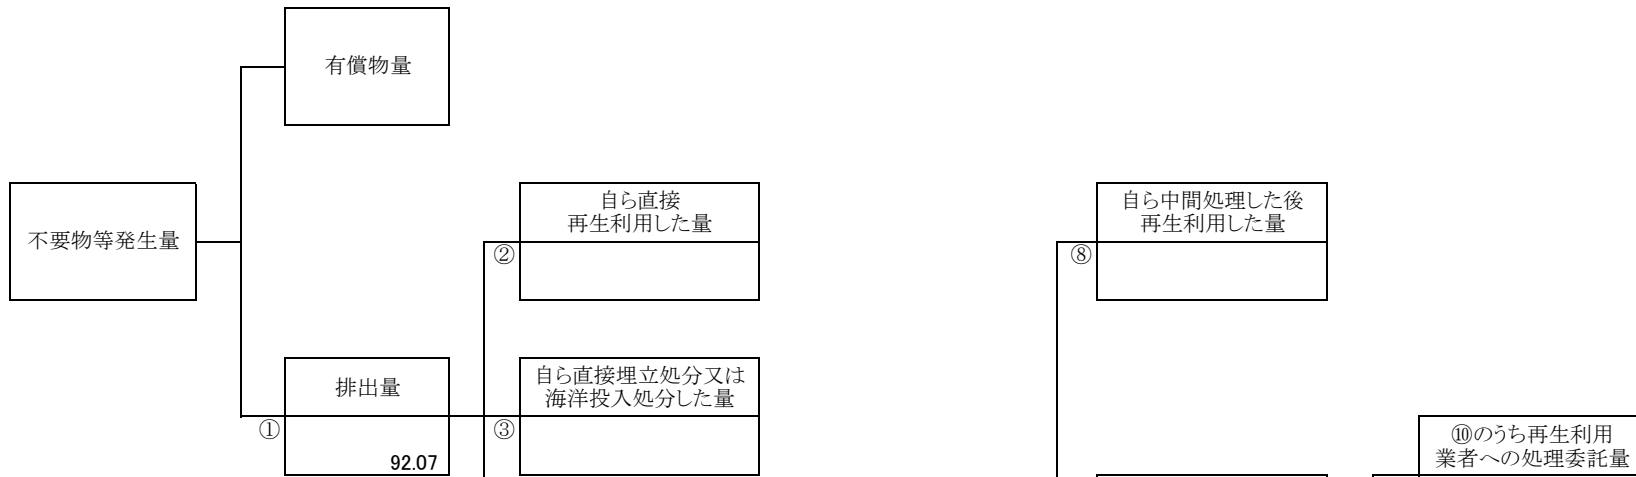 有償物量
不要物等発生量
自ら直接
再生利用した量
②
自ら中間処理した後
再生利用した量
⑧
排出量
①
92.07
自ら直接埋立処分又は
海洋投入処分した量
③
⑩のうち再生利用
業者への処理委託量